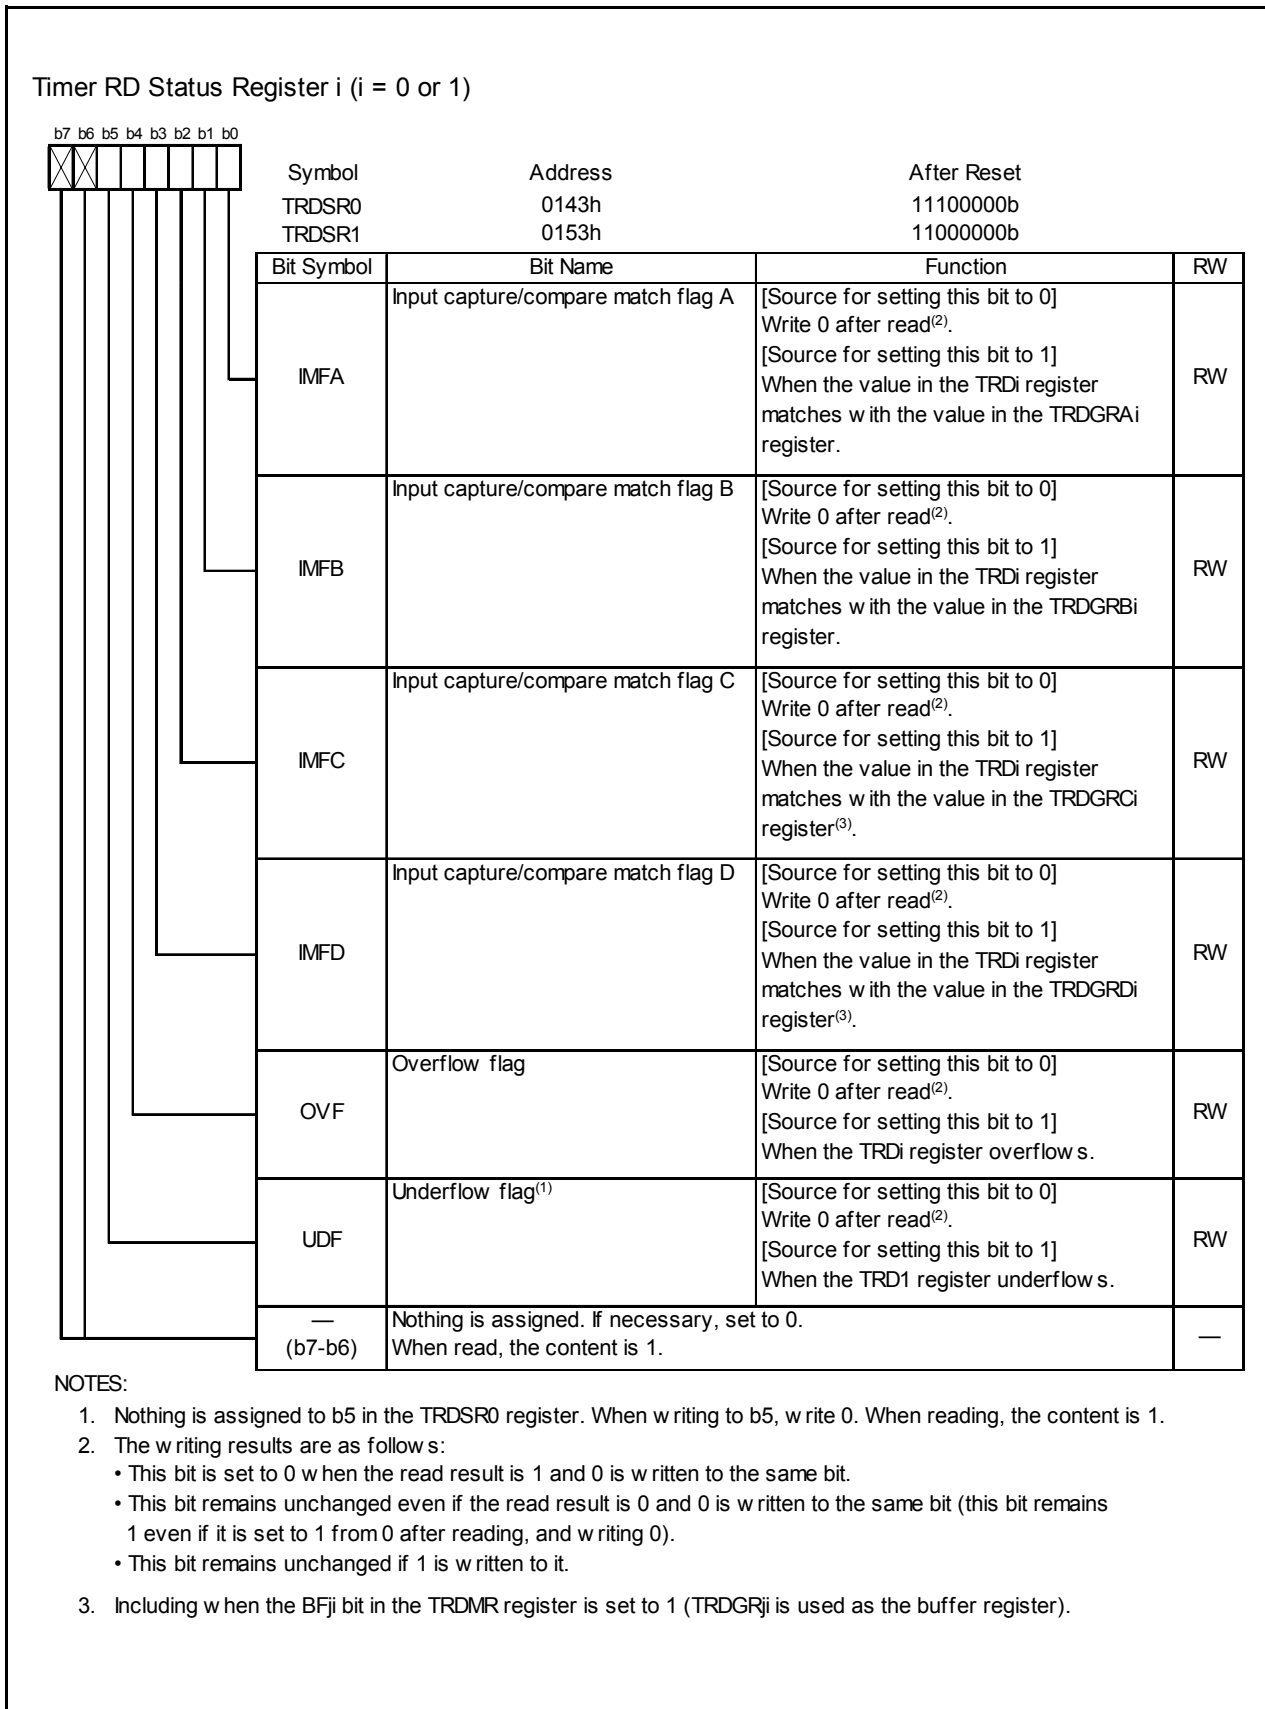 Timer RD Status Register i (i = 0 or 1)
b7 b6 b5 b4 b3 b2 b1 b0
Symbol Address After Reset
TRDSR0 0143h 11100000b
TRDSR1 0153h 11000000b
Bit Symbol Bit Name Function RW
IMFA Input capture/compare match flag A [Source for setting this bit to 0] RW
Write 0 after read(2).
[Source for setting this bit to 1]
When the value in the TRDi register
matches with the value in the TRDGRAi
register.
IMFB Input capture/compare match flag B [Source for setting this bit to 0] RW
Write 0 after read(2).
[Source for setting this bit to 1]
When the value in the TRDi register
matches with the value in the TRDGRBi
register.
IMFC Input capture/compare match flag C [Source for setting this bit to 0] RW
Write 0 after read(2).
[Source for setting this bit to 1]
When the value in the TRDi register
matches with the value in the TRDGRCi
register(3).
IMFD Input capture/compare match flag D [Source for setting this bit to 0] RW
Write 0 after read(2).
[Source for setting this bit to 1]
When the value in the TRDi register
matches with the value in the TRDGRDi
register(3).
OVF Overflow flag [Source for setting this bit to 0] RW
Write 0 after read(2).
[Source for setting this bit to 1]
When the TRDi register overflows.
UDF Underflow flag(1) [Source for setting this bit to 0] RW
Write 0 after read(2).
[Source for setting this bit to 1]
When the TRD1 register underflows.
— Nothing is assigned. If necessary, set to 0. —
(b7-b6) When read, the content is 1.
NOTES:
1. Nothing is assigned to b5 in the TRDSR0 register. When writing to b5, write 0. When reading, the content is 1.
2. The writing results are as follows:
• This bit is set to 0 when the read result is 1 and 0 is written to the same bit.
• This bit remains unchanged even if the read result is 0 and 0 is written to the same bit (this bit remains
1 even if it is set to 1 from 0 after reading, and writing 0).
• This bit remains unchanged if 1 is written to it.
3. Including when the BFji bit in the TRDMR register is set to 1 (TRDGRji is used as the buffer register).